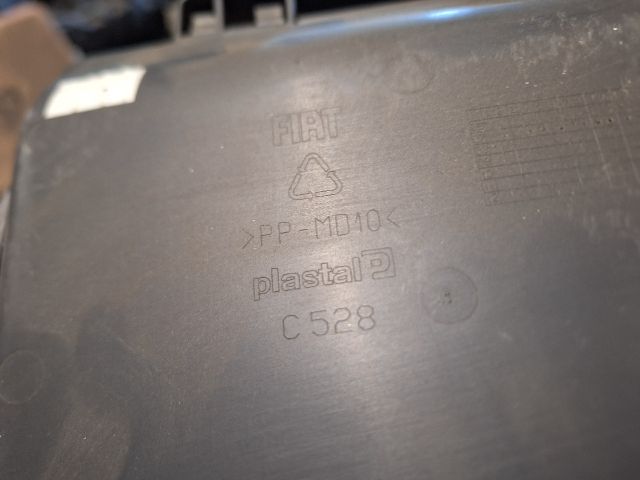 FIAT
>PP-MD10<
plastal
C 528